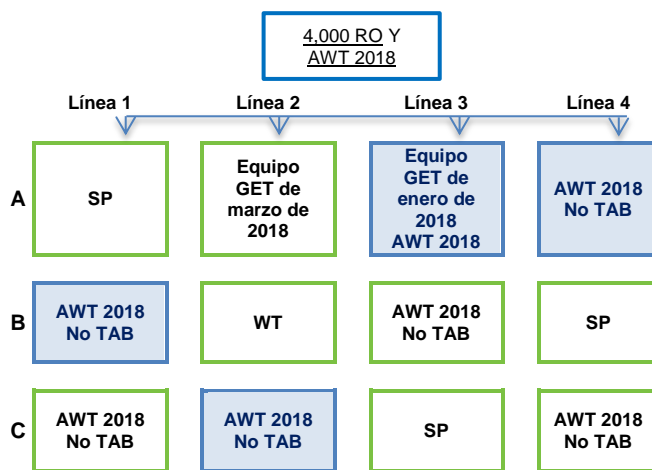 4,000 RO Y
AWT 2018
Línea 1
Línea 2
Línea 3
Línea 4
A
SP
Equipo
GET de
marzo de
2018
Equipo
GET de
enero de
2018
AWT 2018
AWT 2018
No TAB
B
AWT 2018
No TAB
WT
AWT 2018
No TAB
SP
C
AWT 2018
No TAB
AWT 2018
No TAB
SP
AWT 2018
No TAB